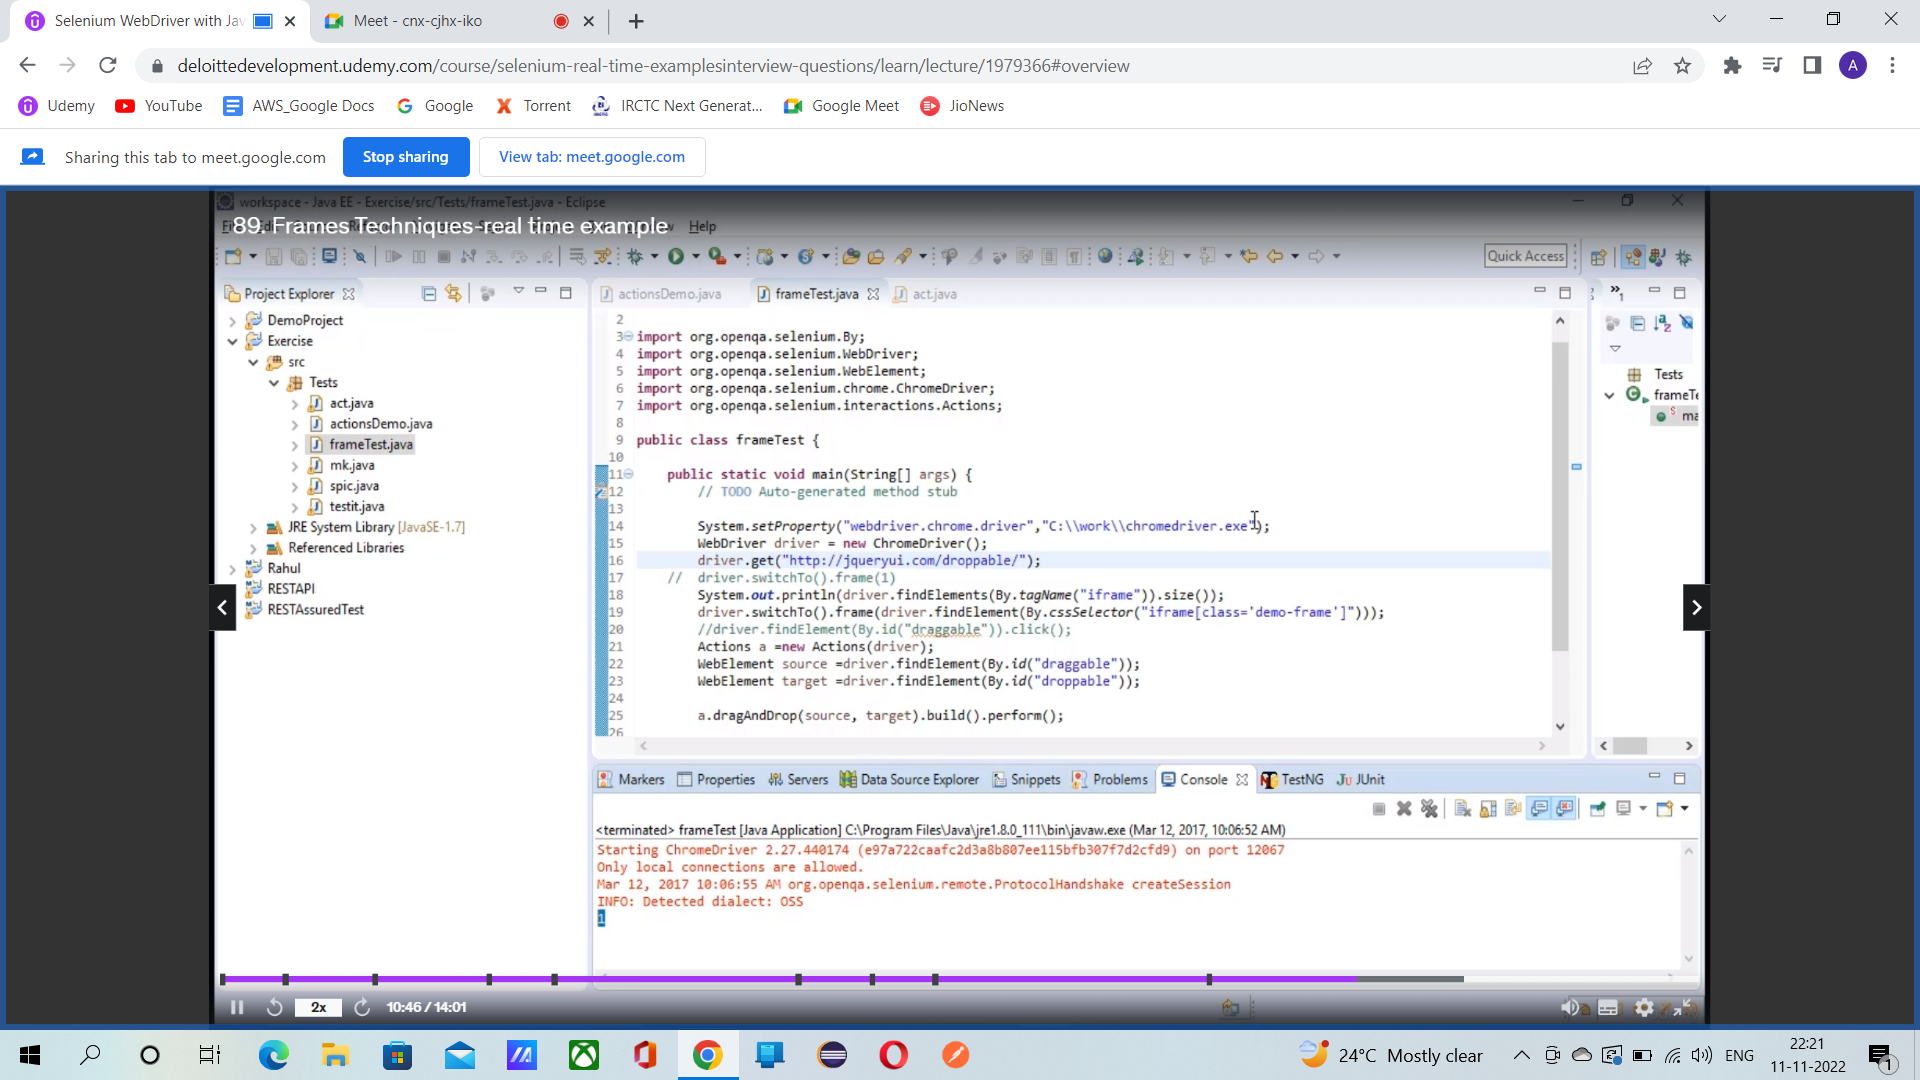 Selenium WebDriver with Jav
Meet - cnx-cjhx-iko
deloittedevelopment.udemy.com/course/selenium-real-time-examplesinterview-questions/learn/lecture/1979366#overview
A
Udemy
YouTube
AWS_Google Docs
Google
Torrent
IRCTC Next Generat...
Google Meet
JioNews
Sharing this tab to meet.google.com
Stop sharing
View tab: meet.google.com
workspace - Java EE - Exercise/src/Tests/frameTest.java - Eclipse
89. Frames Techniques-real time example
Help
Quick Access
Project Explorer
actionsDemo.java
frameTest.java
act.java
DemoProject
Exercise
src
Tests
act.java
actionsDemo.java
frameTest.java
mk.java
spic.java
testit.java
JRE System Library [JavaSE-1.7]
Referenced Libraries
Rahul
RESTAPI
RESTAssuredTest
2
3 import org.openqa.selenium.By;
4 import org.openqa.selenium.WebDriver;
5 import org.openqa.selenium.WebElement;
6 import org.openqa.selenium.chrome.ChromeDriver;
7 import org.openqa.selenium.interactions.Actions;
8
9 public class frameTest {
10
11 public static void main(String[] args) {
12 // TODO Auto-generated method stub
13
14 System.setProperty("webdriver.chrome.driver","C:\\work\\chromedriver.exe");
15 WebDriver driver = new ChromeDriver();
16 driver.get("http://jqueryui.com/droppable/");
17 // driver.switchTo().frame(1)
18 System.out.println(driver.findElements(By.tagName("iframe")).size());
19 driver.switchTo().frame(driver.findElement(By.cssSelector("iframe[class='demo-frame']")));
20 //driver.findElement(By.id("draggable")).click();
21 Actions a =new Actions(driver);
22 WebElement source =driver.findElement(By.id("draggable"));
23 WebElement target =driver.findElement(By.id("droppable"));
24
25 a.dragAndDrop(source, target).build().perform();
26
Tests
frameTe
ma
Markers
Properties
Servers
Data Source Explorer
Snippets
Problems
Console
TestNG
JUnit
<terminated> frameTest [Java Application] C:\Program Files\Java\jre1.8.0_111\bin\javaw.exe (Mar 12, 2017, 10:06:52 AM)
Starting ChromeDriver 2.27.440174 (e97a722caafc2d3a8b807ee115bfb307f7d2cfd9) on port 12067
Only local connections are allowed.
Mar 12, 2017 10:06:55 AM org.openqa.selenium.remote.ProtocolHandshake createSession
INFO: Detected dialect: OSS
1
2x
10:46 / 14:01
24°C Mostly clear
ENG
22:21
11-11-2022
1